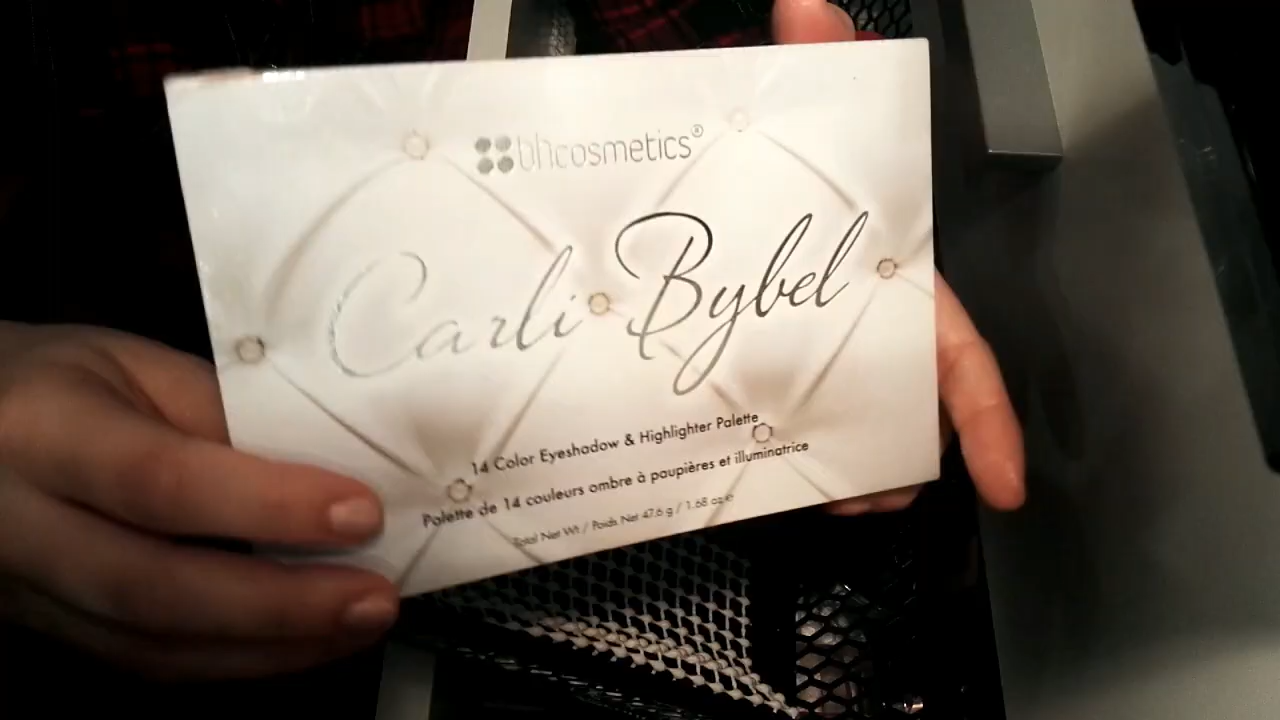 bhcosmetics®
Carli Bybel
14 Color Eyeshadow & Highlighter Palette
Palette de 14 couleurs ombre à paupières et illuminatrice
Total Net Wt / Poids Net 47.6 g / 1.68 oz e